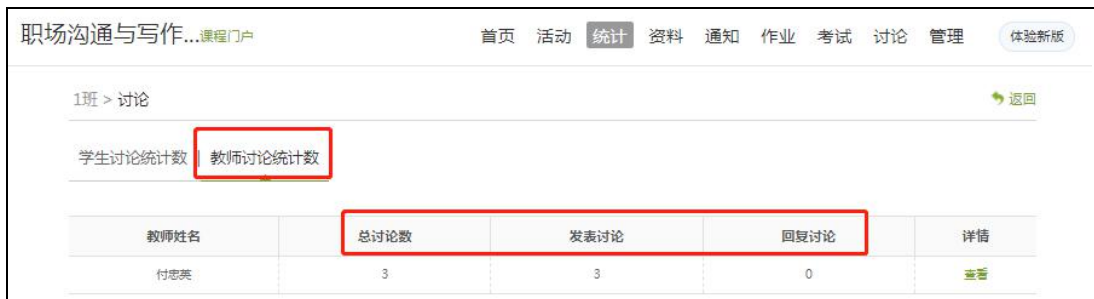 职场沟通与写作...课程门户 首页 活动 统计 资料 通知 作业 考试 讨论 管理 体验新版
1班 > 讨论 返回
学生讨论统计数 | 教师讨论统计数
教师姓名 总讨论数 发表讨论 回复讨论 详情
付忠英 3 3 0 查看